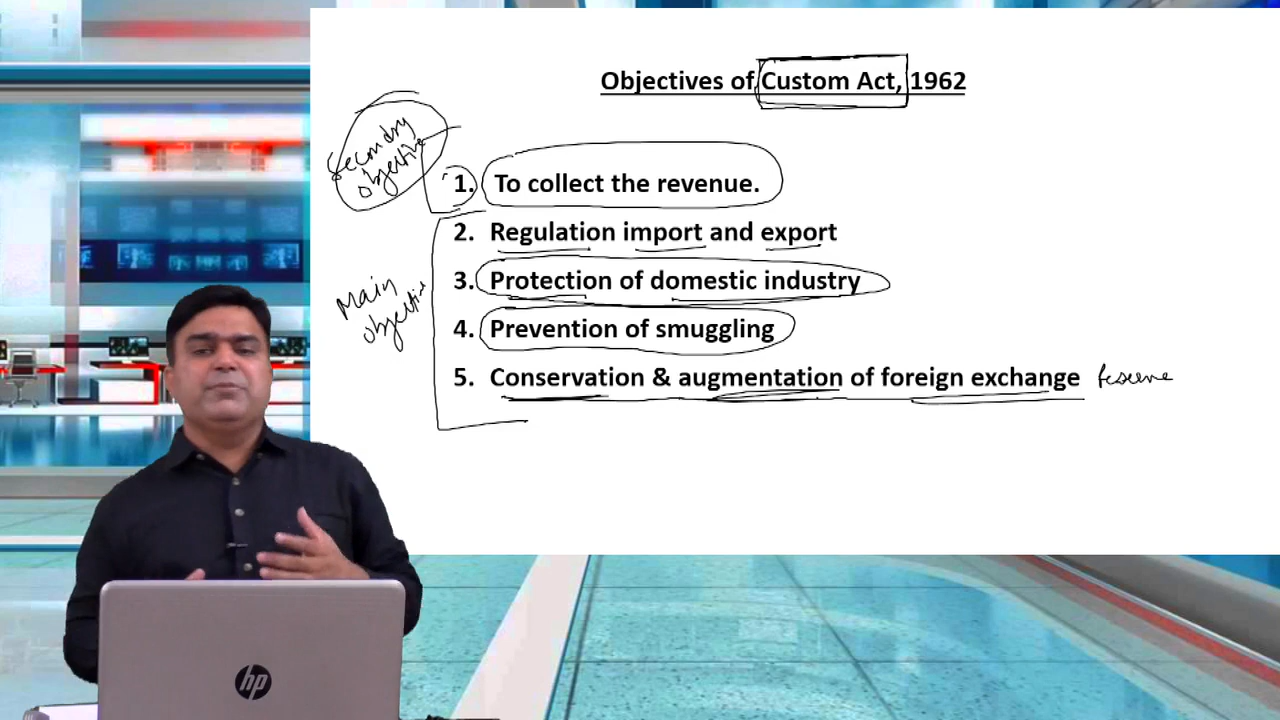 Objectives of Custom Act, 1962
Secondry
objective
1. To collect the revenue.
2. Regulation import and export
Main
objective
3. Protection of domestic industry
4. Prevention of smuggling
5. Conservation & augmentation of foreign exchange reserve
hp